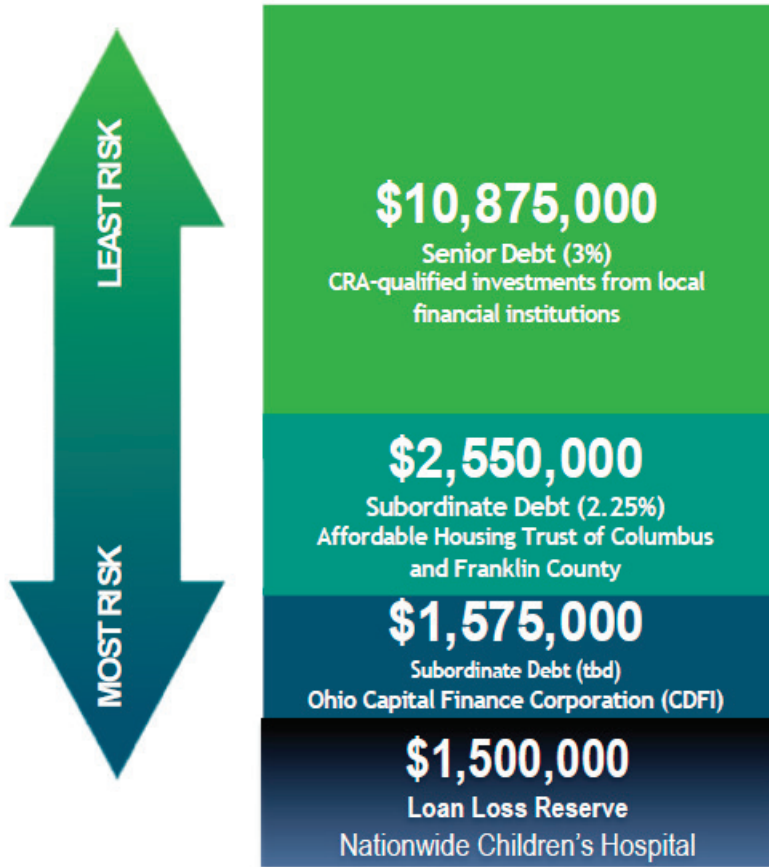 LEAST RISK
MOST RISK
$10,875,000
Senior Debt (3%)
CRA-qualified investments from local
financial institutions
$2,550,000
Subordinate Debt (2.25%)
Affordable Housing Trust of Columbus
and Franklin County
$1,575,000
Subordinate Debt (tbd)
Ohio Capital Finance Corporation (CDFI)
$1,500,000
Loan Loss Reserve
Nationwide Children's Hospital